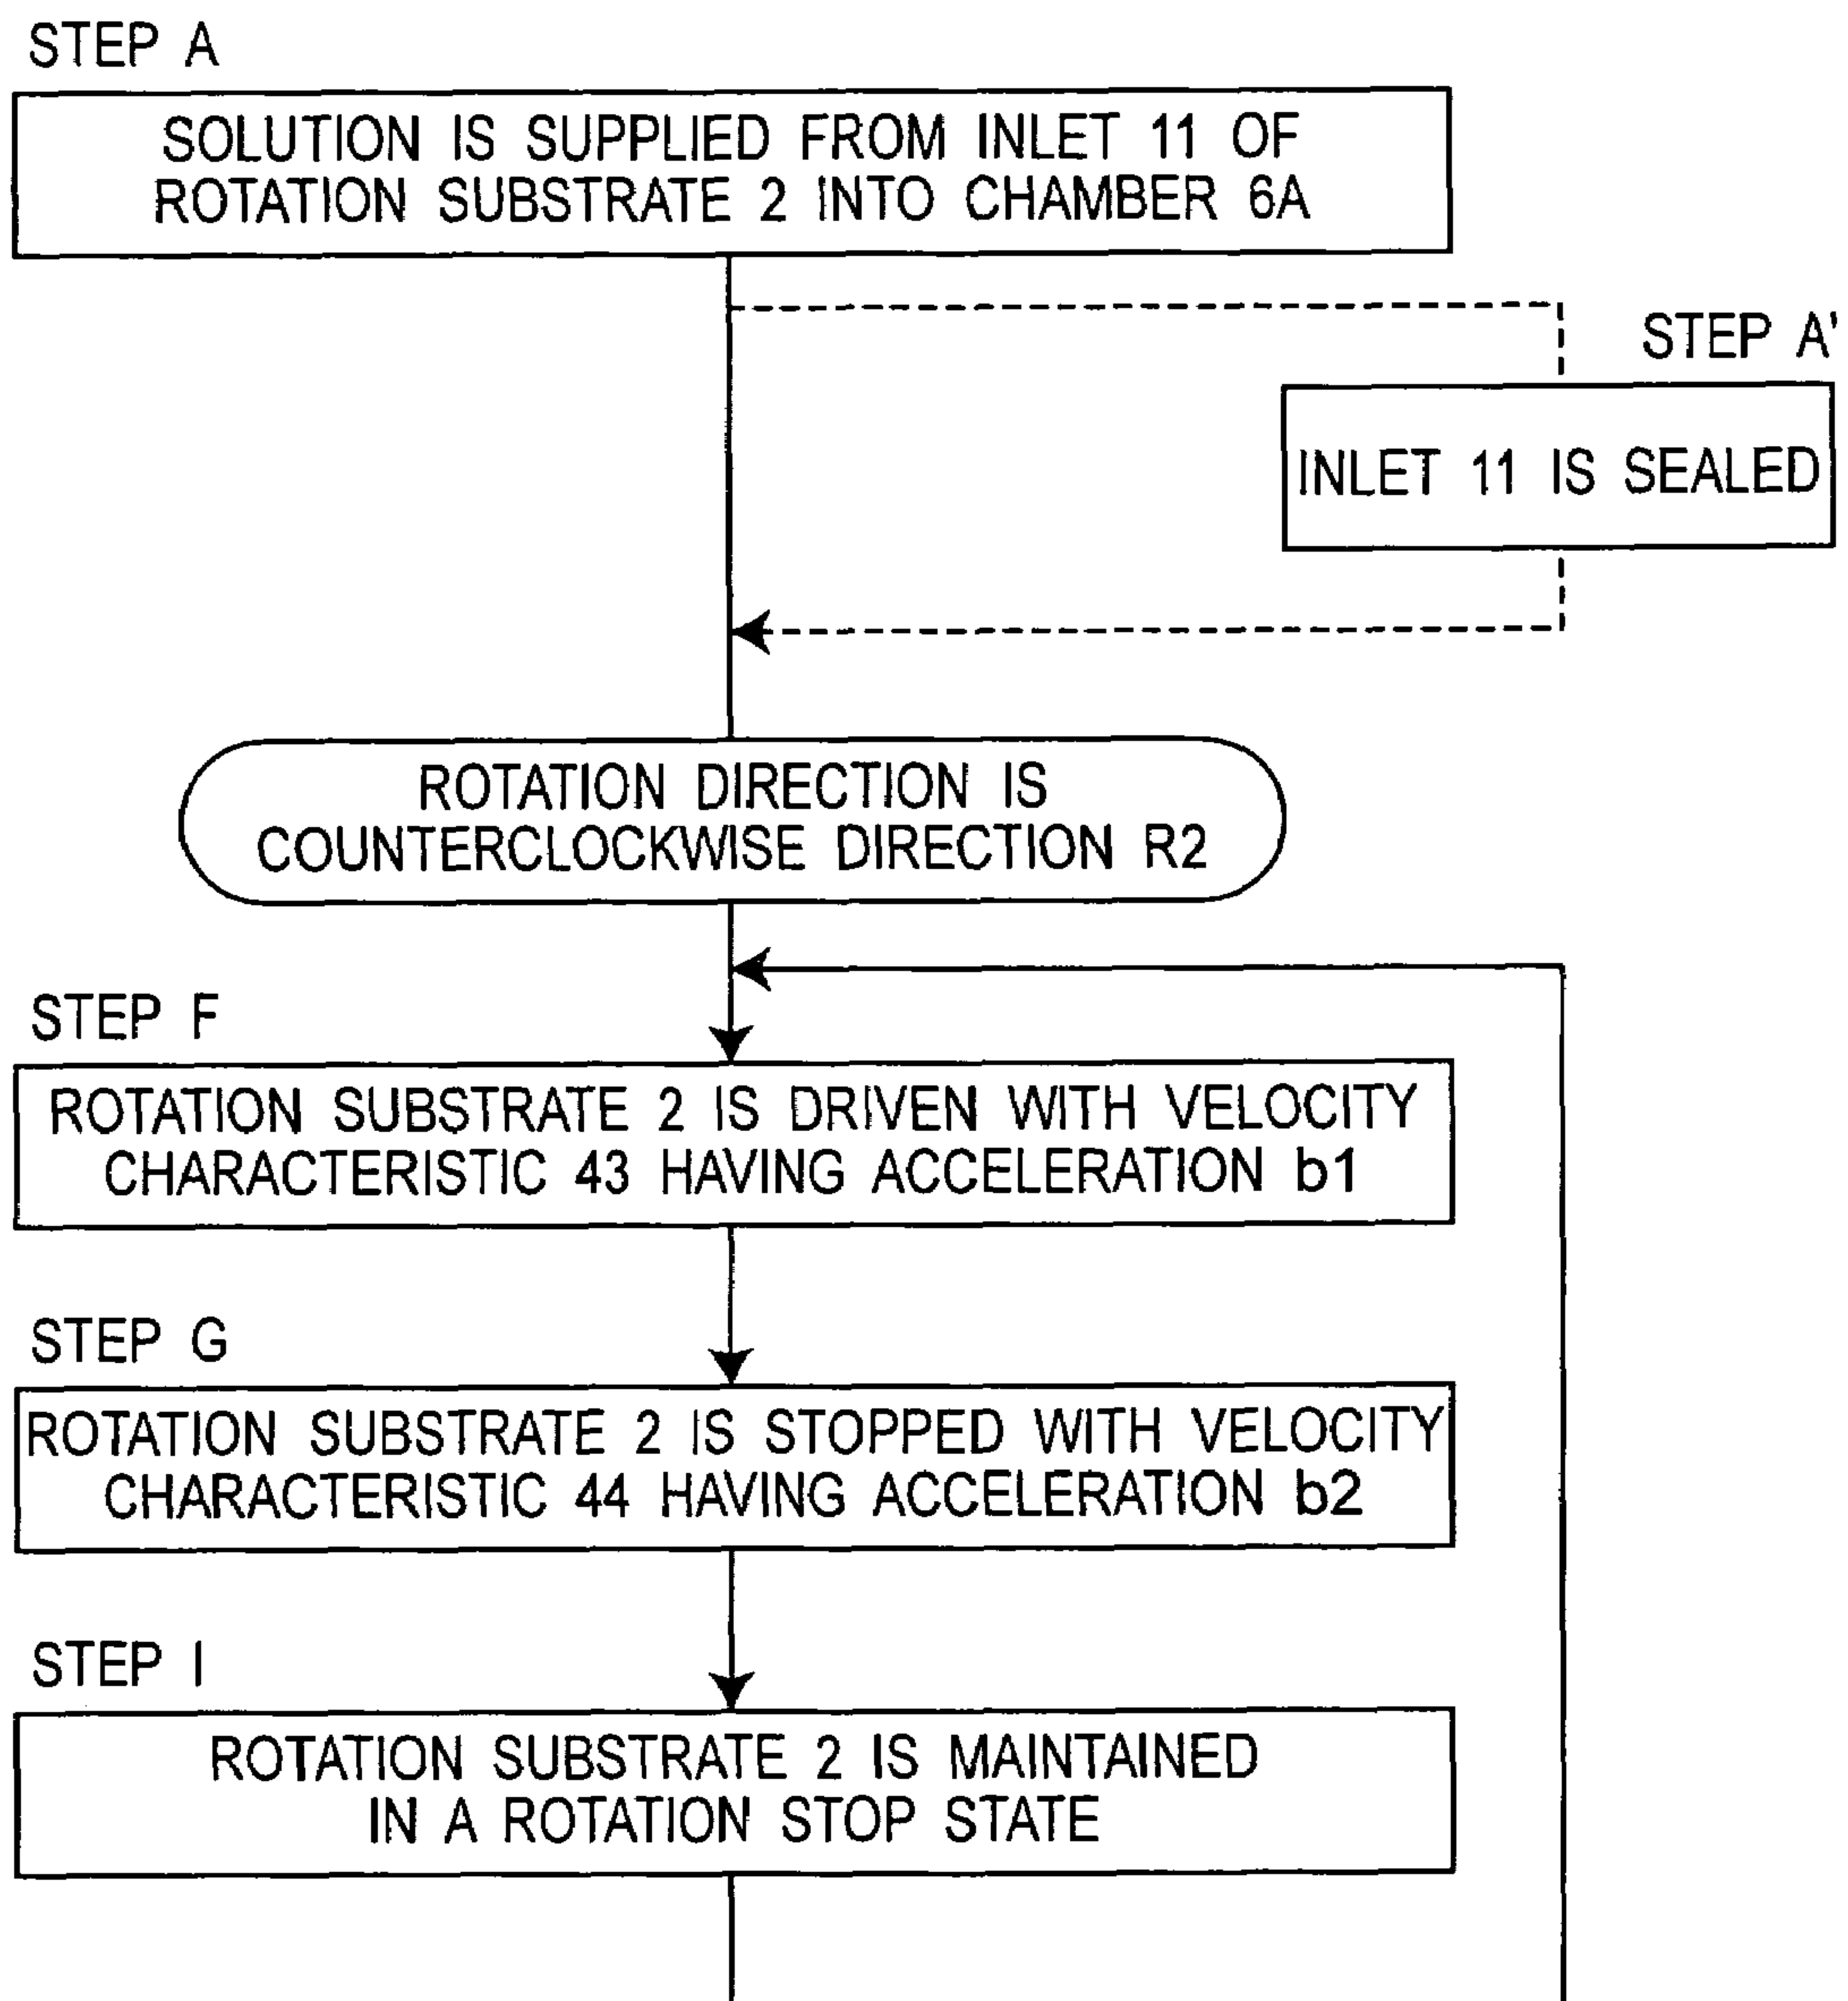 STEP A
SOLUTION IS SUPPLIED FROM INLET 11 OF
ROTATION SUBSTRATE 2 INTO CHAMBER 6A
STEP A'
INLET 11 IS SEALED
ROTATION DIRECTION IS
COUNTERCLOCKWISE DIRECTION R2
STEP F
ROTATION SUBSTRATE 2 IS DRIVEN WITH VELOCITY
CHARACTERISTIC 43 HAVING ACCELERATION b1
STEP G
ROTATION SUBSTRATE 2 IS STOPPED WITH VELOCITY
CHARACTERISTIC 44 HAVING ACCELERATION b2
STEP I
ROTATION SUBSTRATE 2 IS MAINTAINED
IN A ROTATION STOP STATE